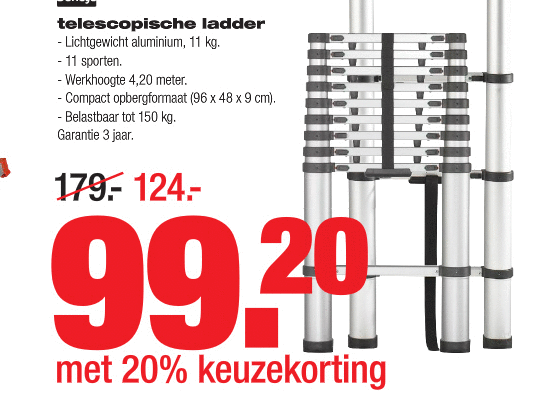 telescopische ladder
- Lichtgewicht aluminium, 11 kg.
- 11 sporten.
- Werkhoogte 4,20 meter.
- Compact opbergformaat (96 x 48 x 9 cm).
- Belastbaar tot 150 kg.
Garantie 3 jaar.
179.- 124.-
99.20
met 20% keuzekorting